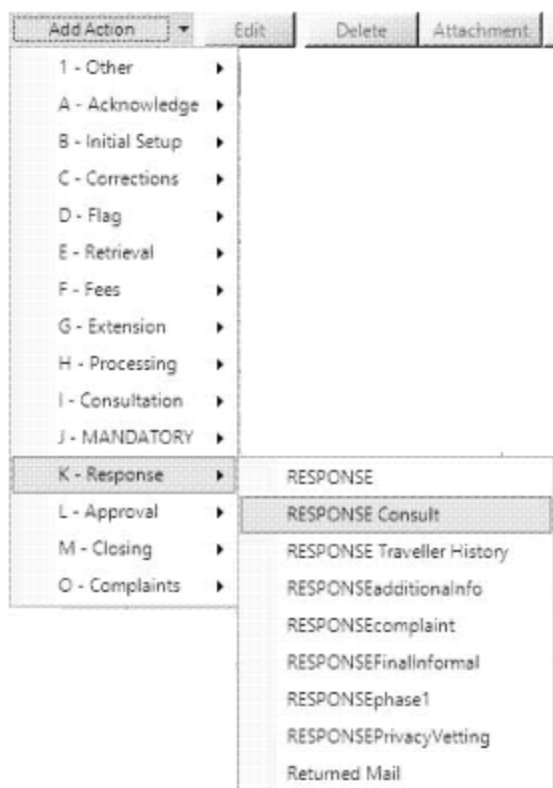 Add Action Edit Delete Attachment
1 - Other
A - Acknowledge
B - Initial Setup
C - Corrections
D - Flag
E - Retrieval
F - Fees
G - Extension
H - Processing
I - Consultation
J - MANDATORY
K - Response
L - Approval
M - Closing
O - Complaints
RESPONSE
RESPONSE Consult
RESPONSE Traveller History
RESPONSEadditionalInfo
RESPONSEcomplaint
RESPONSEFinalInformal
RESPONSEphase1
RESPONSEPrivacyVetting
Returned Mail